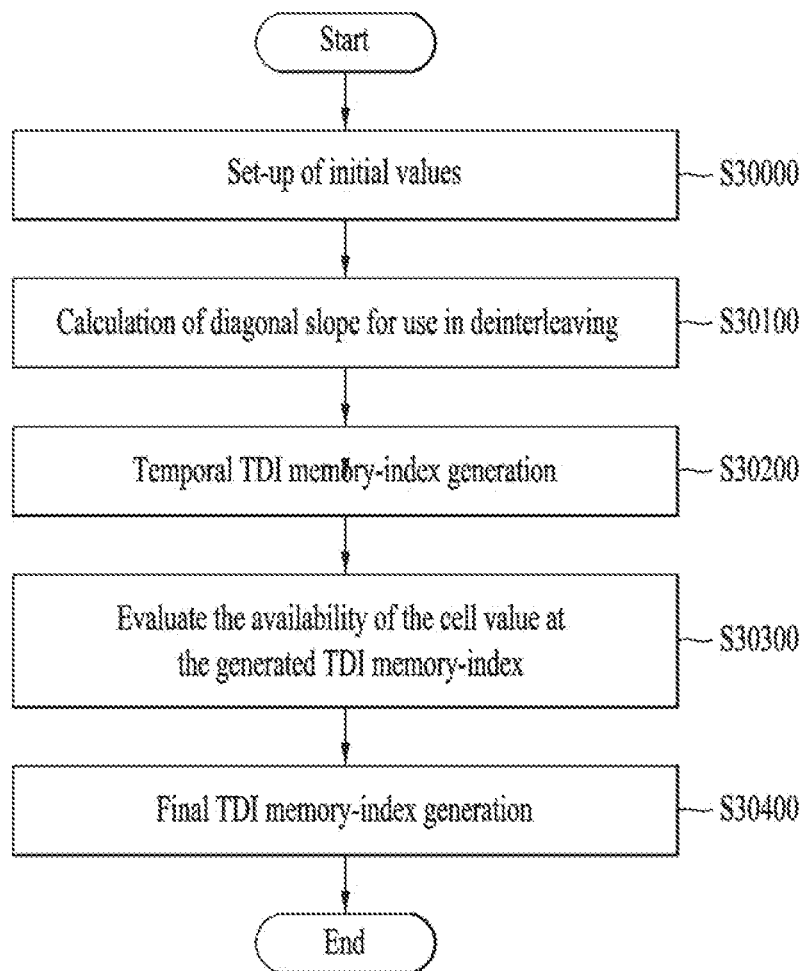 Start
Set-up of initial values
S30000
Calculation of diagonal slope for use in deinterleaving
S30100
Temporal TDI memory-index generation
S30200
Evaluate the availability of the cell value at
the generated TDI memory-index
S30300
Final TDI memory-index generation
S30400
End